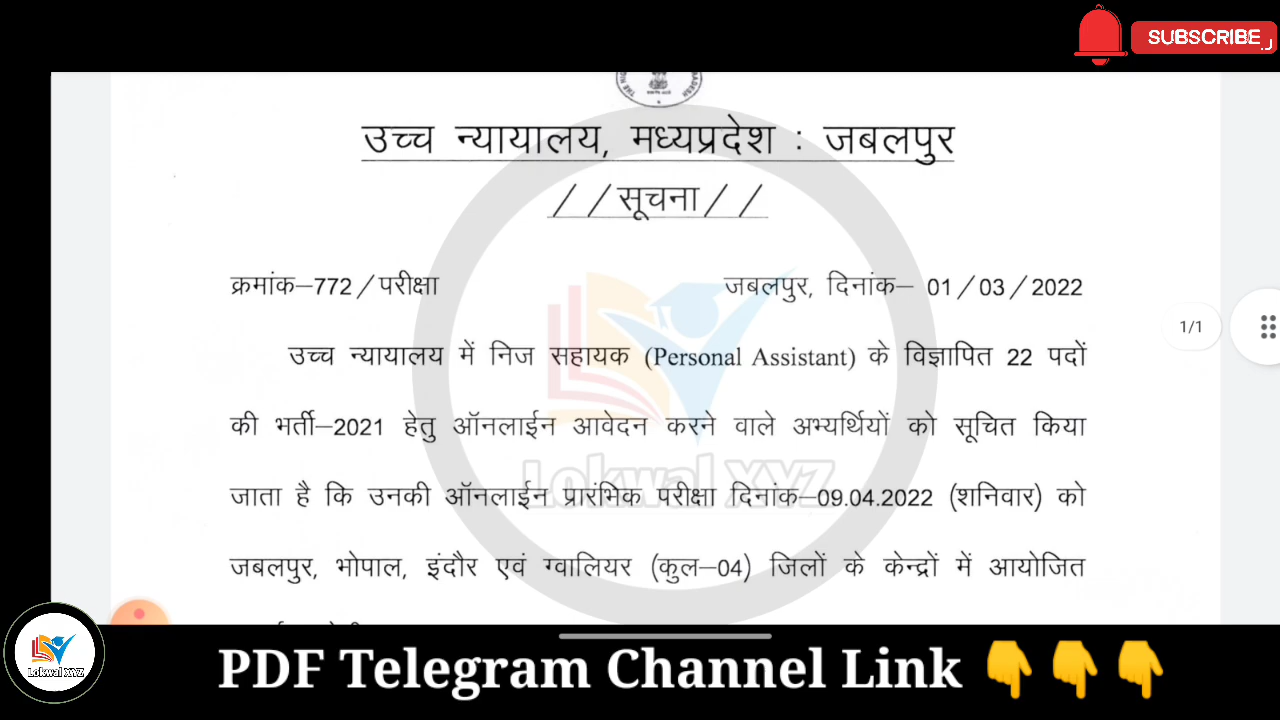 SUBSCRIBE
उच्च न्यायालय, मध्यप्रदेश : जबलपुर
//सूचना//
क्रमांक–772/परीक्षा जबलपुर, दिनांक– 01/03/2022
उच्च न्यायालय में निज सहायक (Personal Assistant) के विज्ञापित 22 पदों
1/1
की भर्ती–2021 हेतु ऑनलाईन आवेदन करने वाले अभ्यर्थियों को सूचित किया
Lokwal XYZ
जाता है कि उनकी ऑनलाईन प्रारंभिक परीक्षा दिनांक–09.04.2022 (शनिवार) को
जबलपुर, भोपाल, इंदौर एवं ग्वालियर (कुल–04) जिलों के केन्द्रों में आयोजित
Lokwal XYZ
PDF Telegram Channel Link 👇👇👇